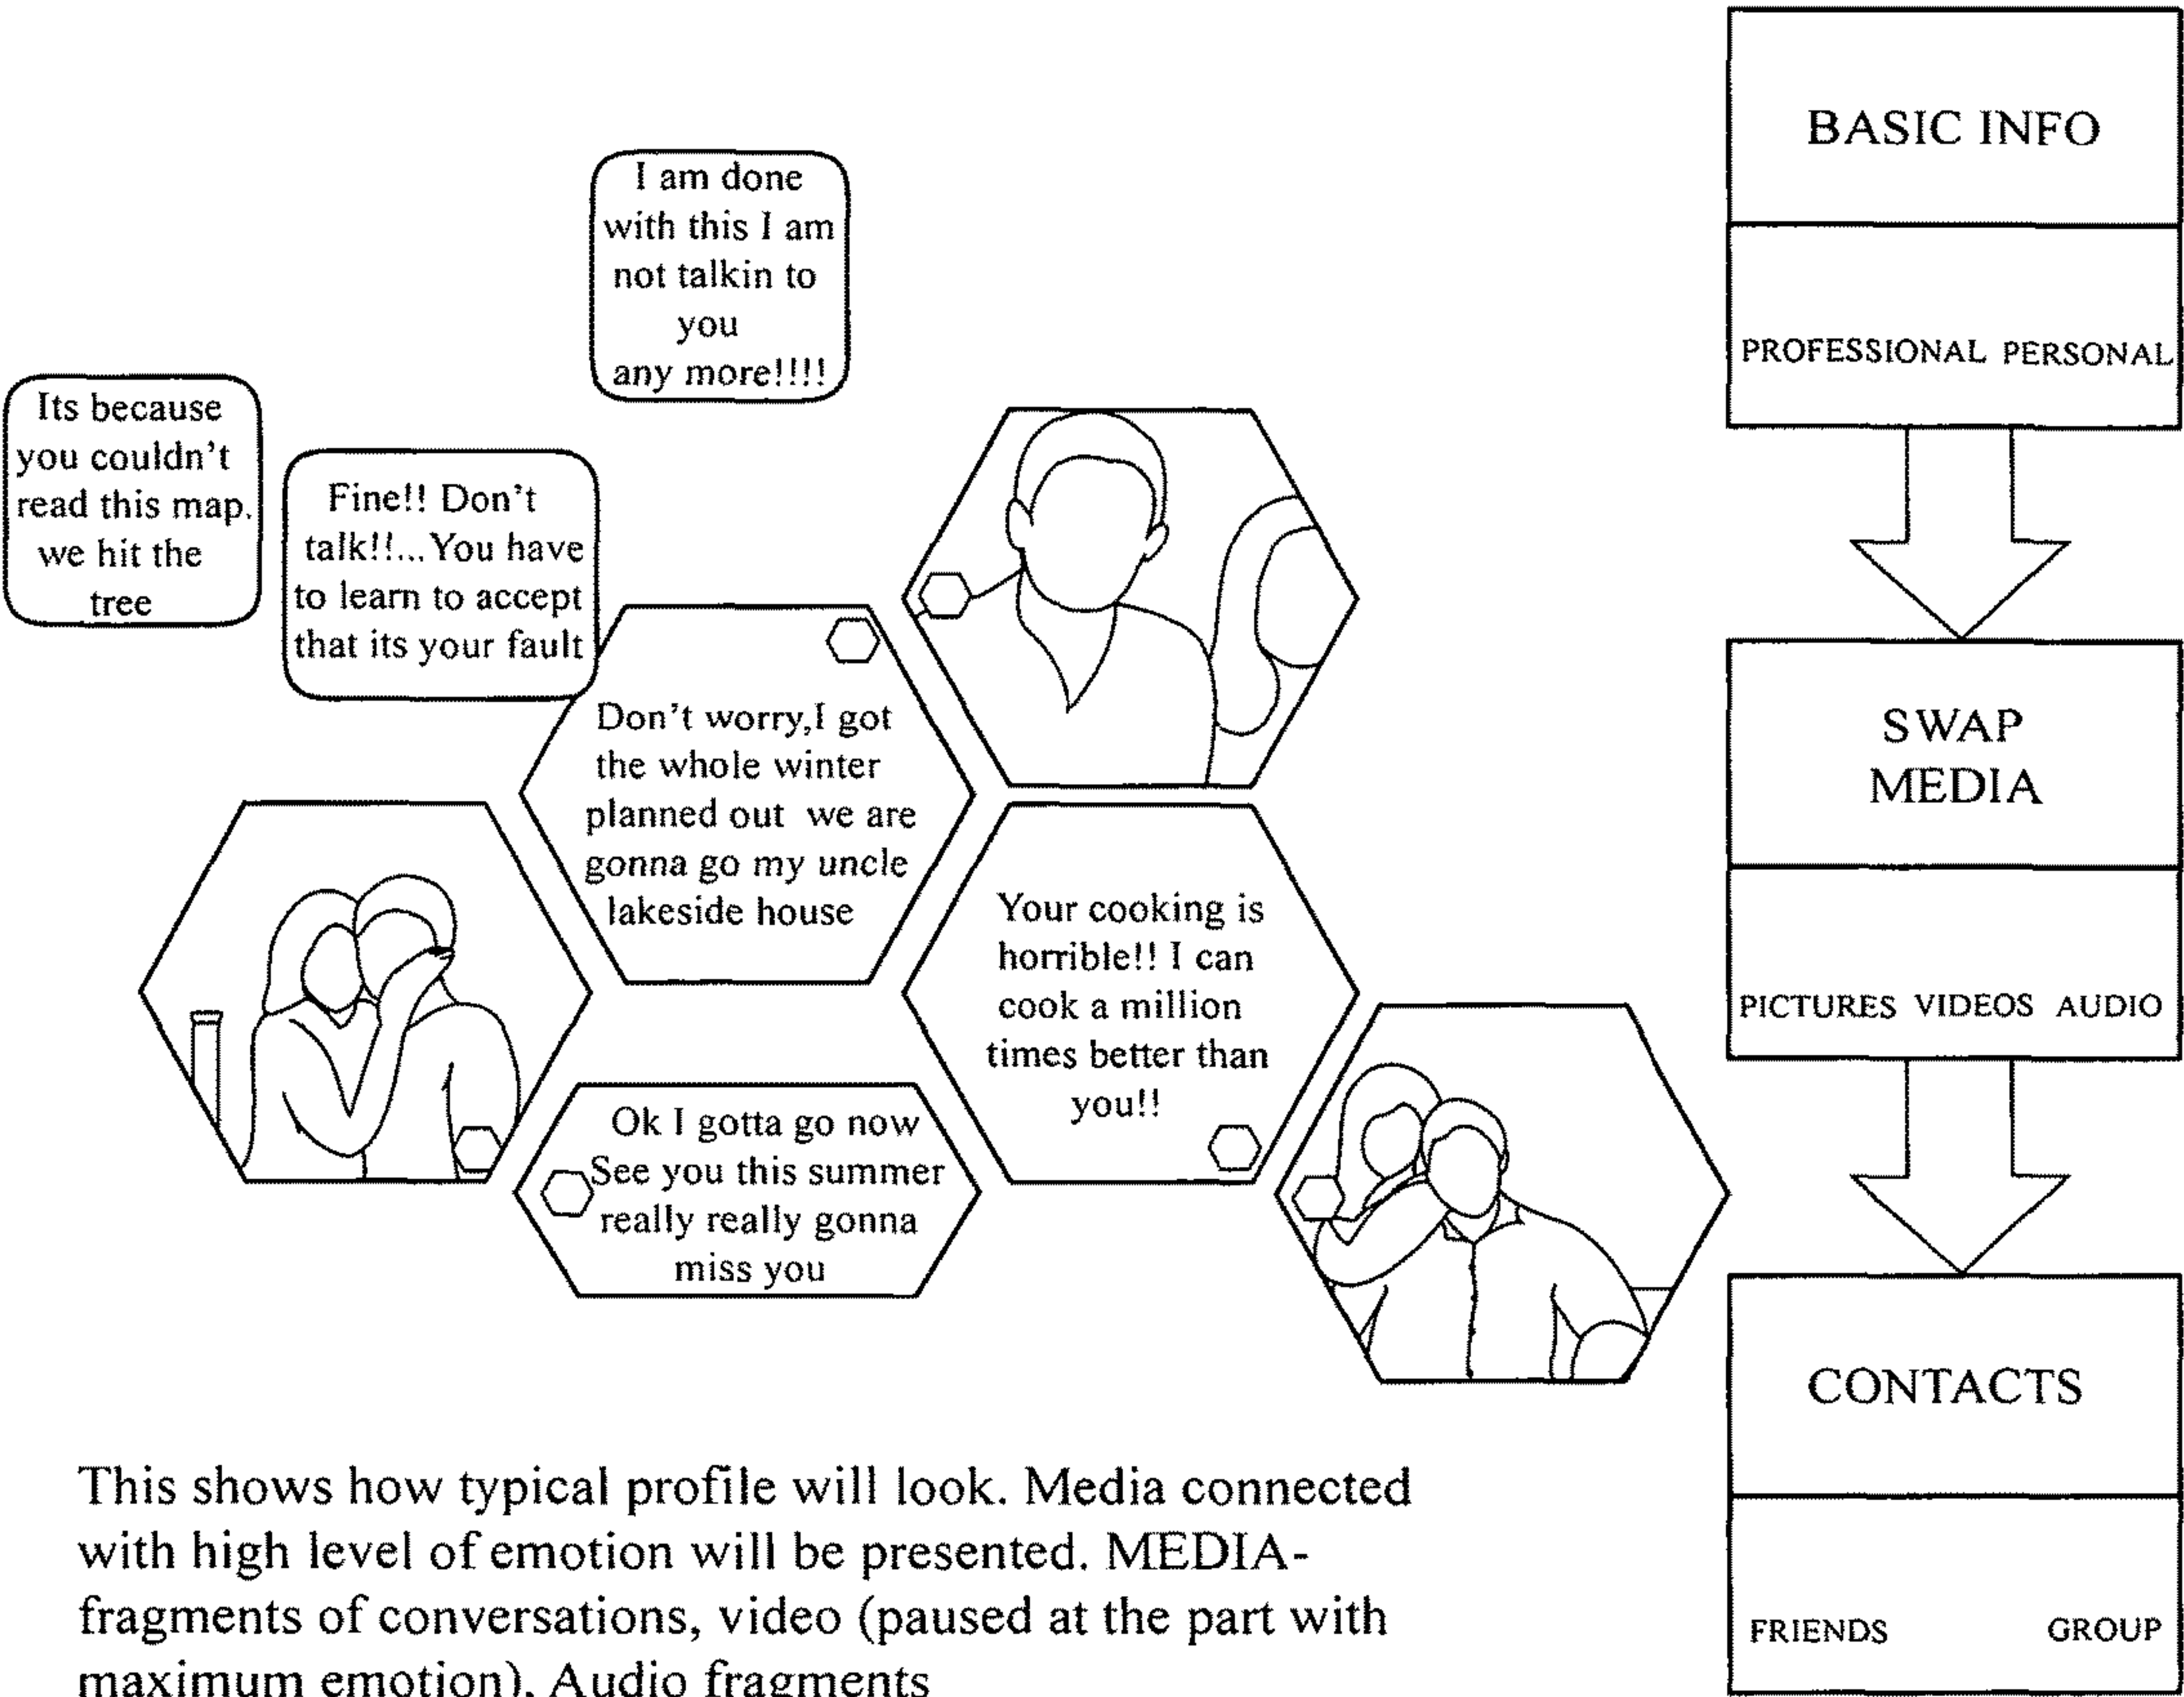 I am done
with this I am
not talkin to
you
any more!!!!
Its because
you couldn't
read this map.
we hit the
tree
Fine!! Don't
talk!!...You have
to learn to accept
that its your fault
Don't worry,I got
the whole winter
planned out we are
gonna go my uncle
lakeside house
Your cooking is
horrible!! I can
cook a million
times better than
you!!
Ok I gotta go now
See you this summer
really really gonna
miss you
BASIC INFO
PROFESSIONAL PERSONAL
SWAP
MEDIA
PICTURES VIDEOS AUDIO
CONTACTS
FRIENDS GROUP
This shows how typical profile will look. Media connected
with high level of emotion will be presented. MEDIA-
fragments of conversations, video (paused at the part with
maximum emotion), Audio fragments